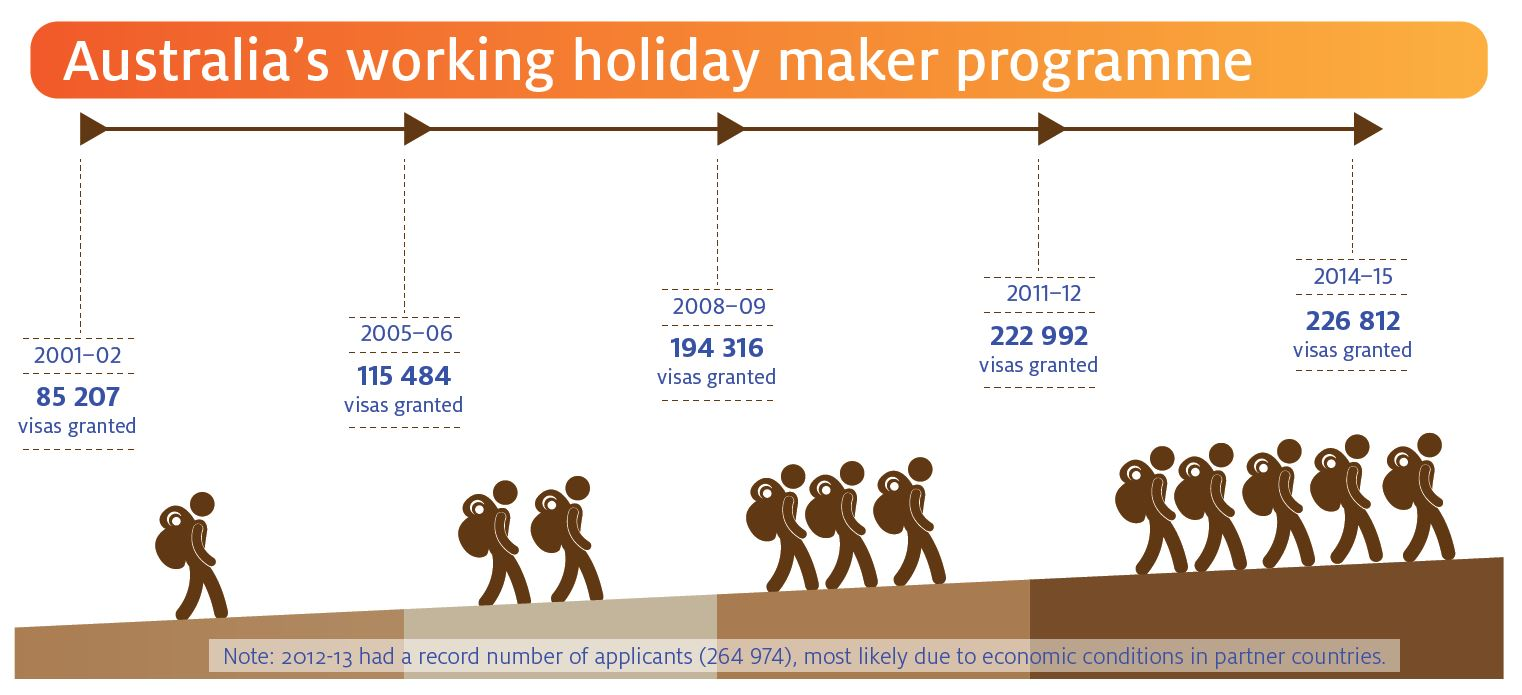 Australia’s working holiday maker programme
2001–02
85 207
visas granted
2005–06
115 484
visas granted
2008–09
194 316
visas granted
2011–12
222 992
visas granted
2014–15
226 812
visas granted
Note: 2012-13 had a record number of applicants (264 974), most likely due to economic conditions in partner countries.